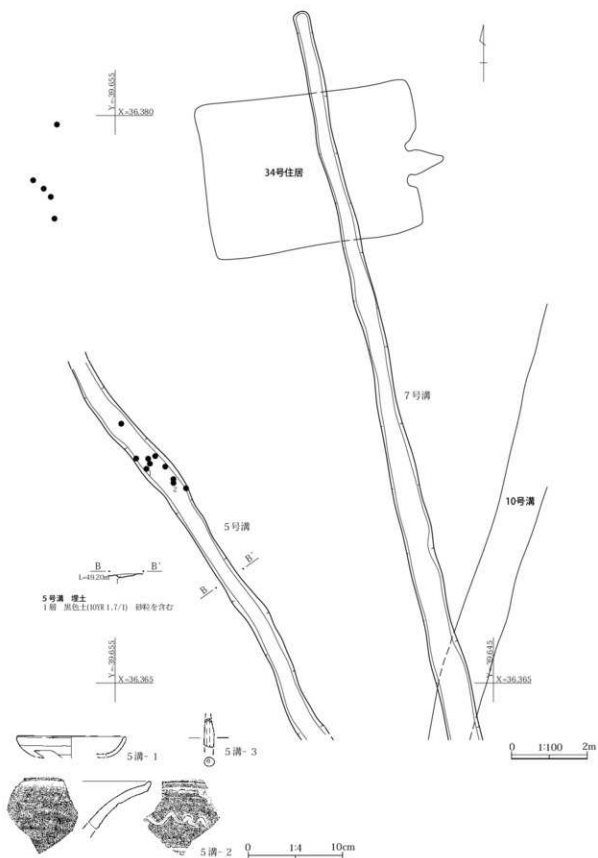 Y=-39.655
X=36.380
34号住居
7号溝
10号溝
5号溝
2
B
B'
B
B'
L=49.20m
1
5号溝 埋土
1層 黒色土(10YR 1.7/1) 砂粒を含む
Y=-39.655
X=36.365
Y=-39.645
X=36.365
5溝-1
5溝-3
5溝-2
0 1:100 2m
0 1:4 10cm